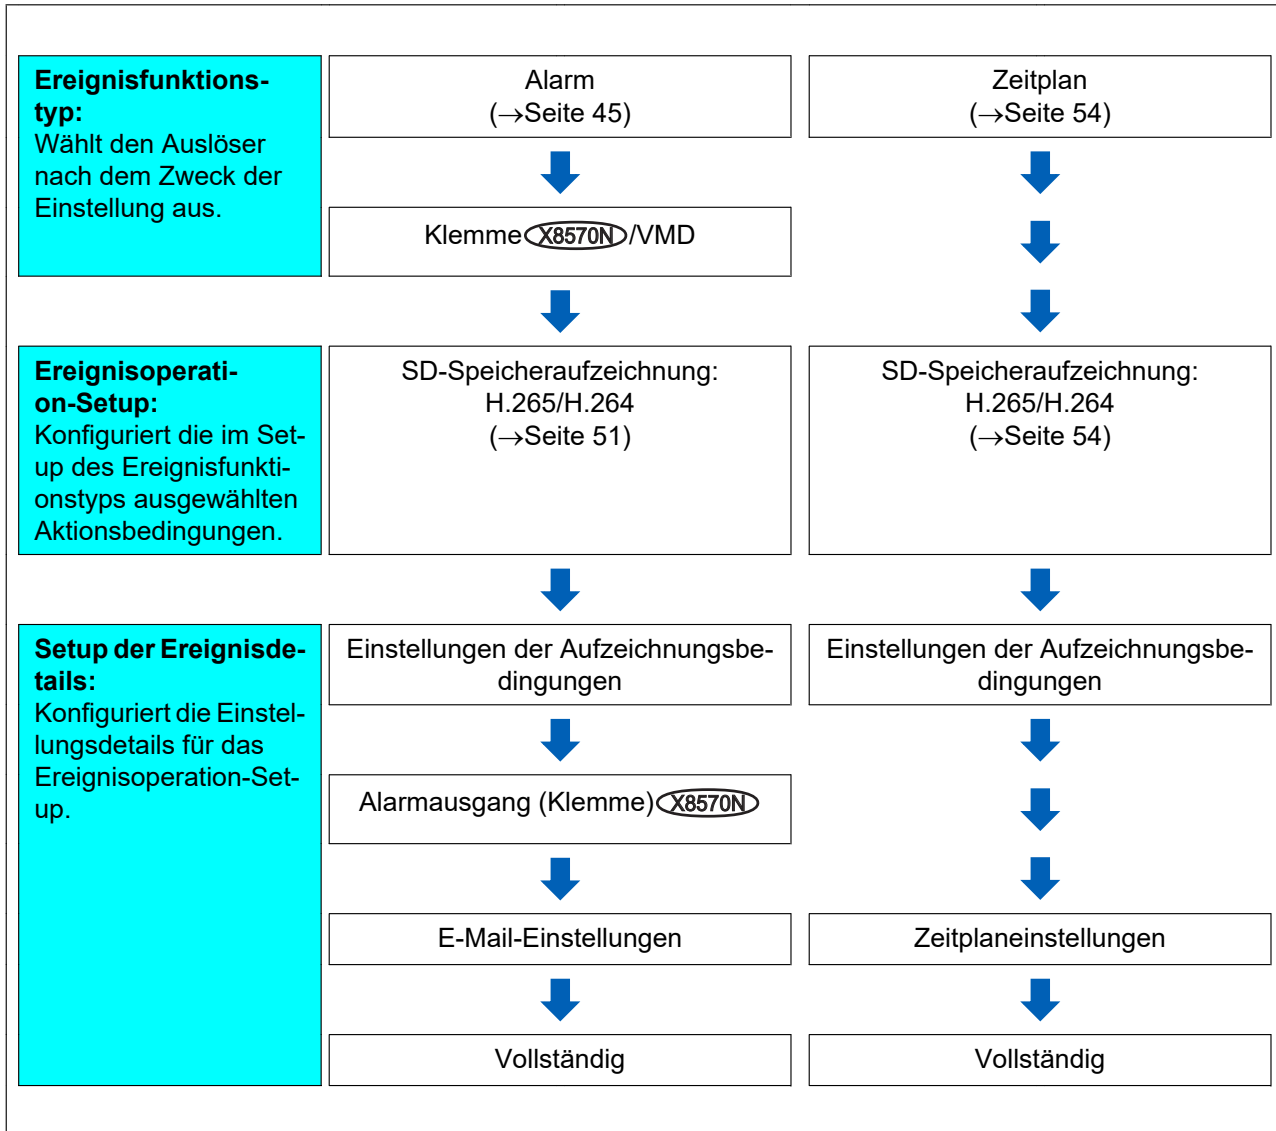 Ereignisfunktions-
typ:
Wählt den Auslöser
nach dem Zweck der
Einstellung aus.
Alarm
(→Seite 45)
Klemme X8570N/VMD
Zeitplan
(→Seite 54)
Ereignisoperati-
on-Setup:
Konfiguriert die im Set-
up des Ereignisfunkti-
onstyps ausgewählten
Aktionsbedingungen.
SD-Speicheraufzeichnung:
H.265/H.264
(→Seite 51)
SD-Speicheraufzeichnung:
H.265/H.264
(→Seite 54)
Setup der Ereignisde-
tails:
Konfiguriert die Einstel-
lungsdetails für das
Ereignisoperation-Set-
up.
Einstellungen der Aufzeichnungsbe-
dingungen
Alarmausgang (Klemme) X8570N
E-Mail-Einstellungen
Vollständig
Einstellungen der Aufzeichnungsbe-
dingungen
Zeitplaneinstellungen
Vollständig